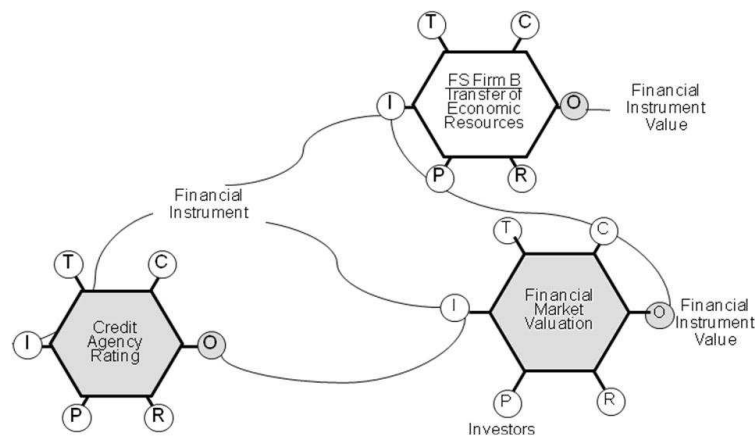 T
C
FS Firm B
Transfer of
Economic
Resources
I
O
Financial
Instrument
Value
P
R
Financial
Instrument
T
C
Credit
Agency
Rating
I
O
P
R
T
C
Financial
Market
Valuation
I
O
Financial
Instrument
Value
P
R
Investors